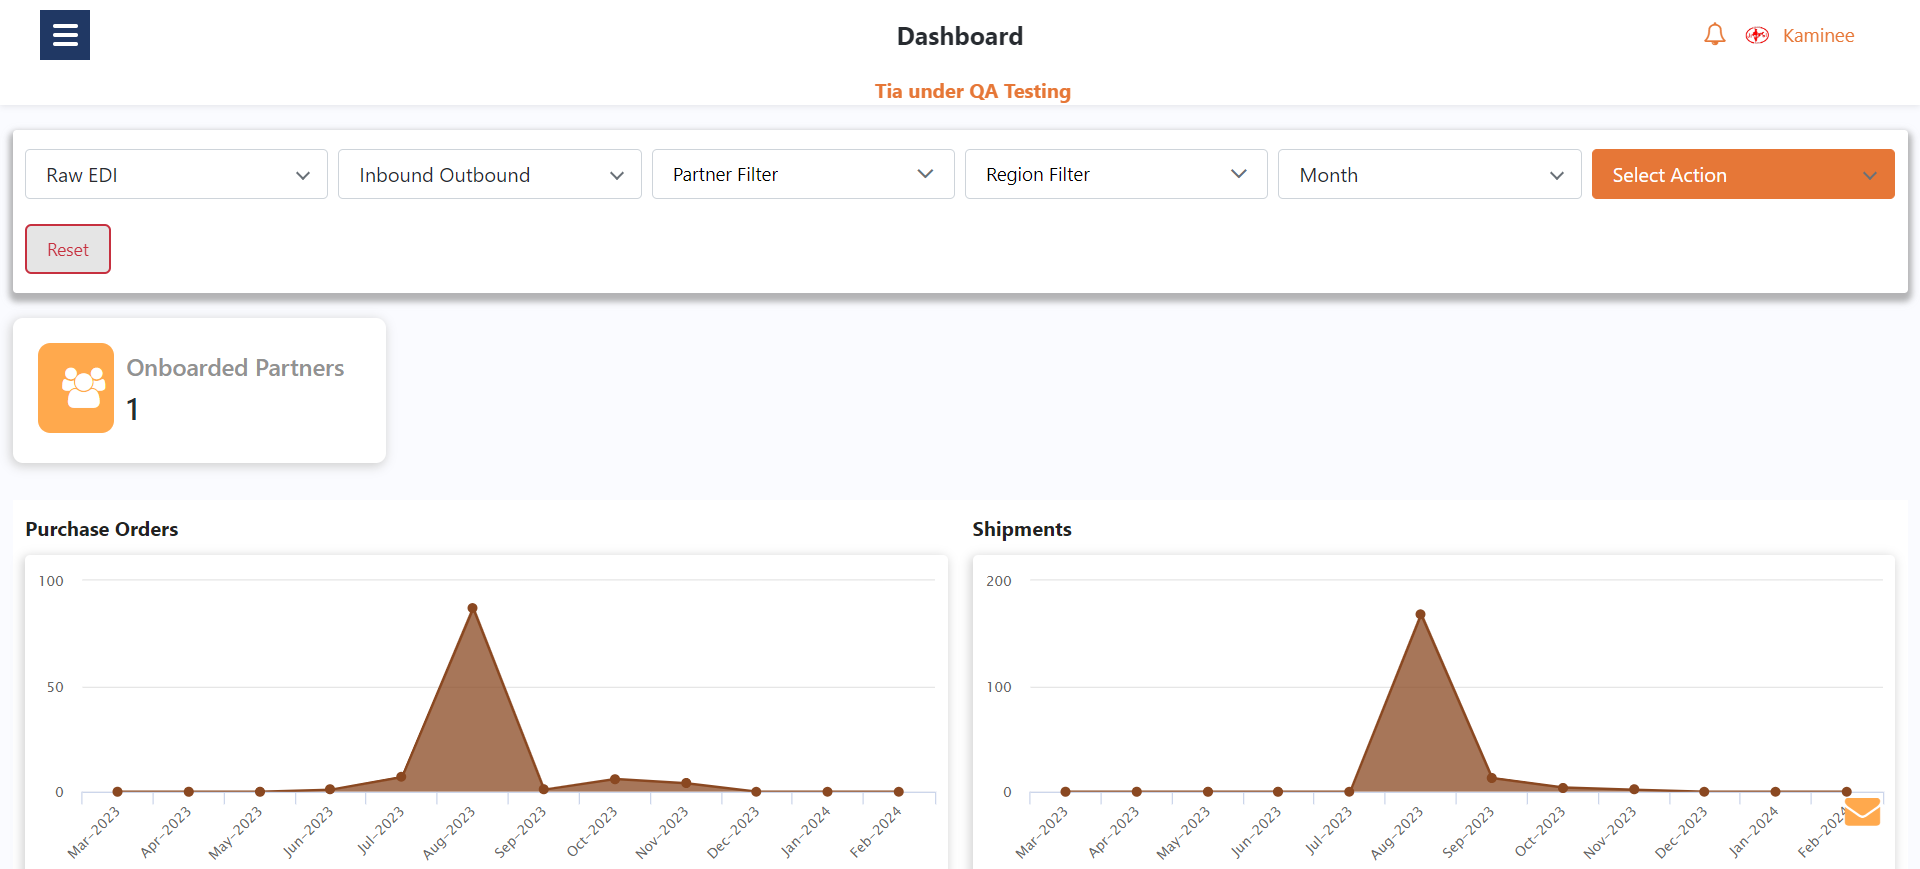 Dashboard
Kaminee
Tia under QA Testing
Raw EDI
Inbound Outbound
Partner Filter
Region Filter
Month
Select Action
Reset
Onboarded Partners
1
Purchase Orders
100
50
0
Mar-2023
Apr-2023
May-2023
Jun-2023
Jul-2023
Aug-2023
Sep-2023
Oct-2023
Nov-2023
Dec-2023
Jan-2024
Feb-2024
Shipments
200
100
0
Mar-2023
Apr-2023
May-2023
Jun-2023
Jul-2023
Aug-2023
Sep-2023
Oct-2023
Nov-2023
Dec-2023
Jan-2024
Feb-2024